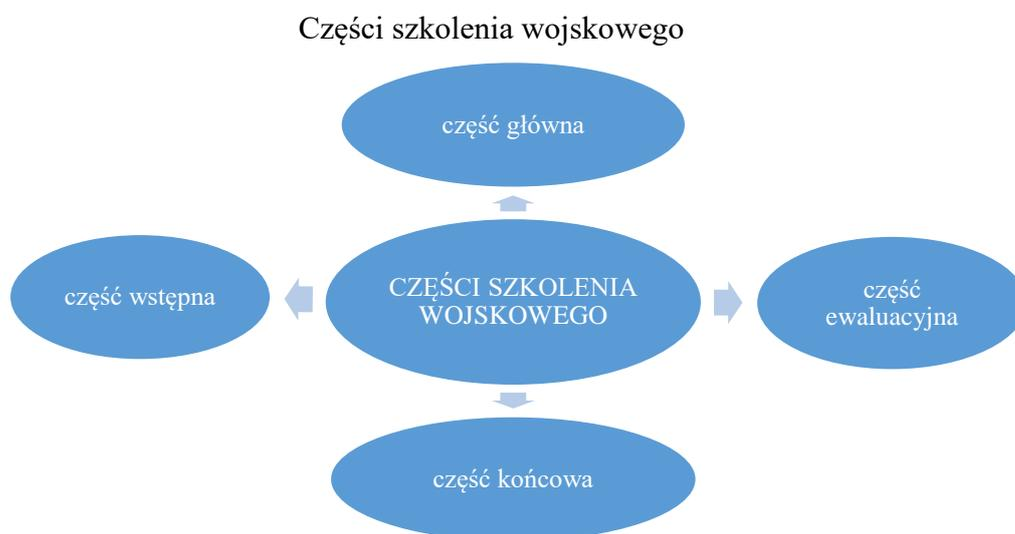 Części szkolenia wojskowego
część główna
część wstępna
CZĘŚCI SZKOLENIA
WOJSKOWEGO
część
ewaluacyjna
część końcowa